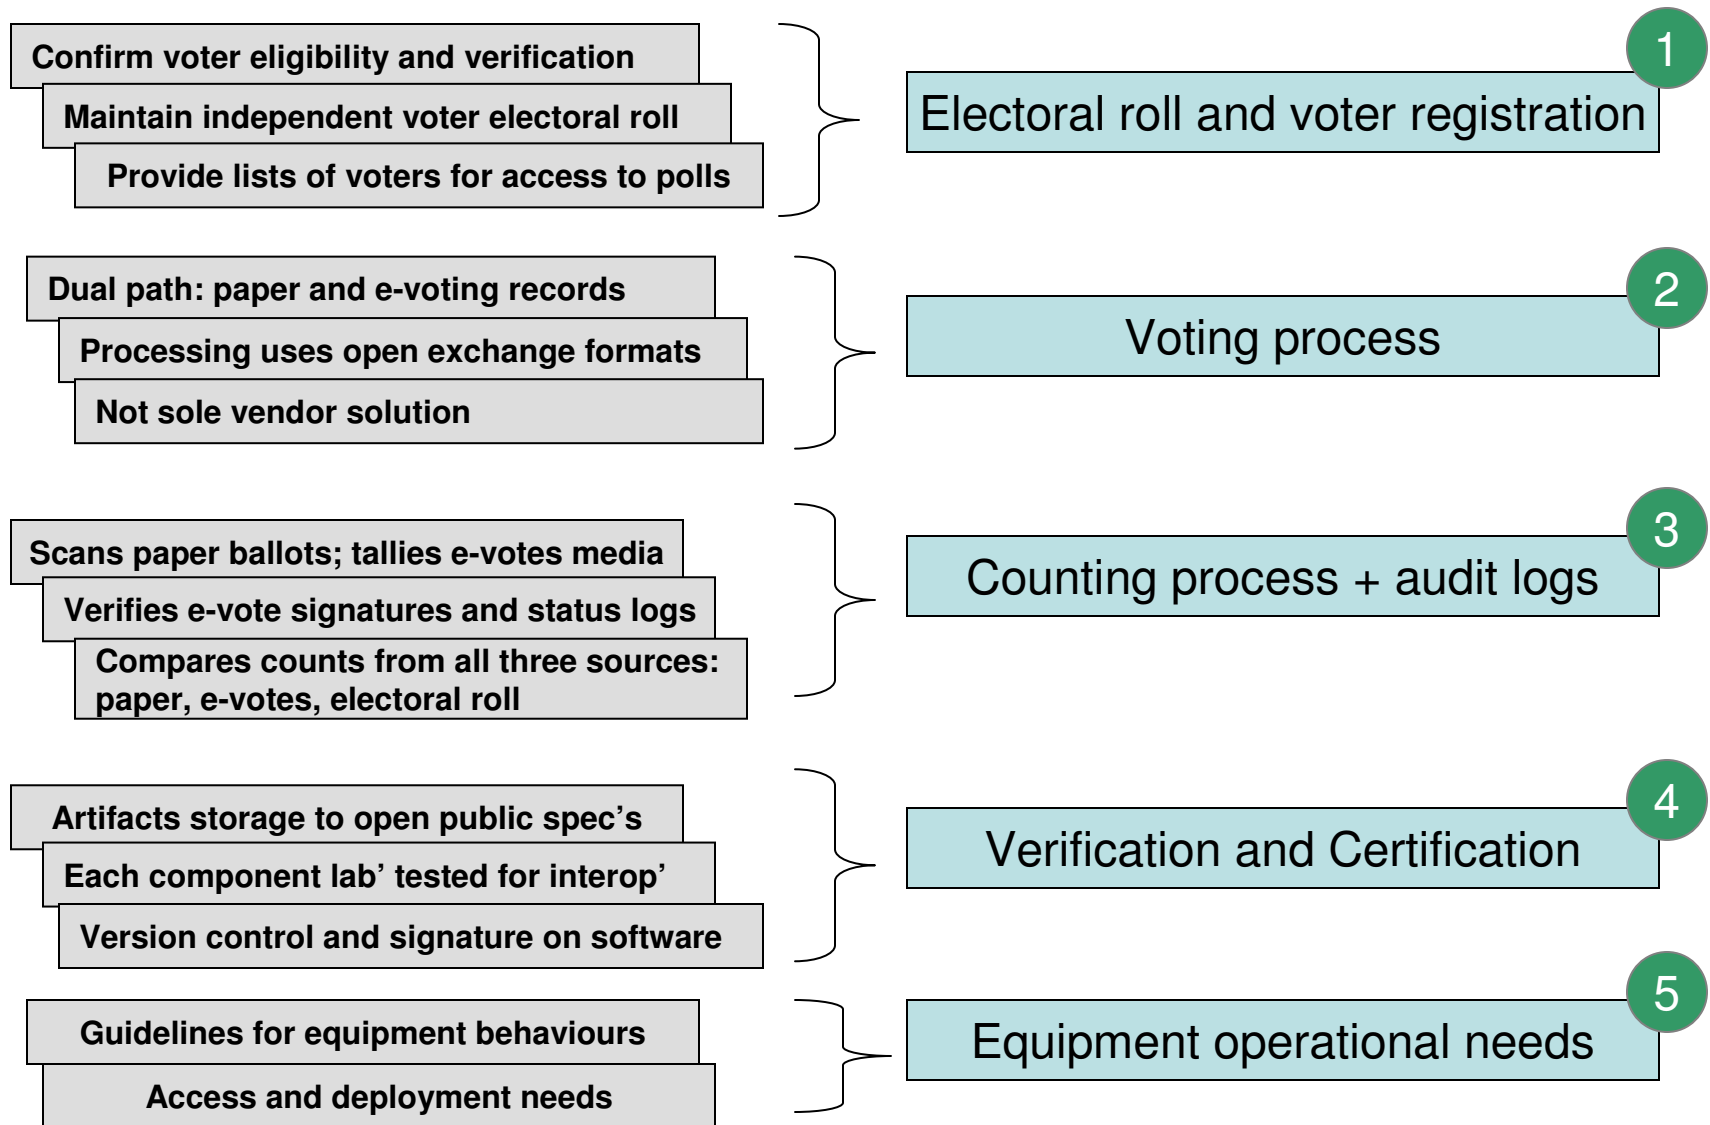 Confirm voter eligibility and verification
Maintain independent voter electoral roll
Provide lists of voters for access to polls
1
Electoral roll and voter registration
Dual path: paper and e-voting records
Processing uses open exchange formats
Not sole vendor solution
2
Voting process
Scans paper ballots; tallies e-votes media
Verifies e-vote signatures and status logs
Compares counts from all three sources:
paper, e-votes, electoral roll
3
Counting process + audit logs
Artifacts storage to open public spec’s
Each component lab’ tested for interop’
Version control and signature on software
4
Verification and Certification
Guidelines for equipment behaviours
Access and deployment needs
5
Equipment operational needs